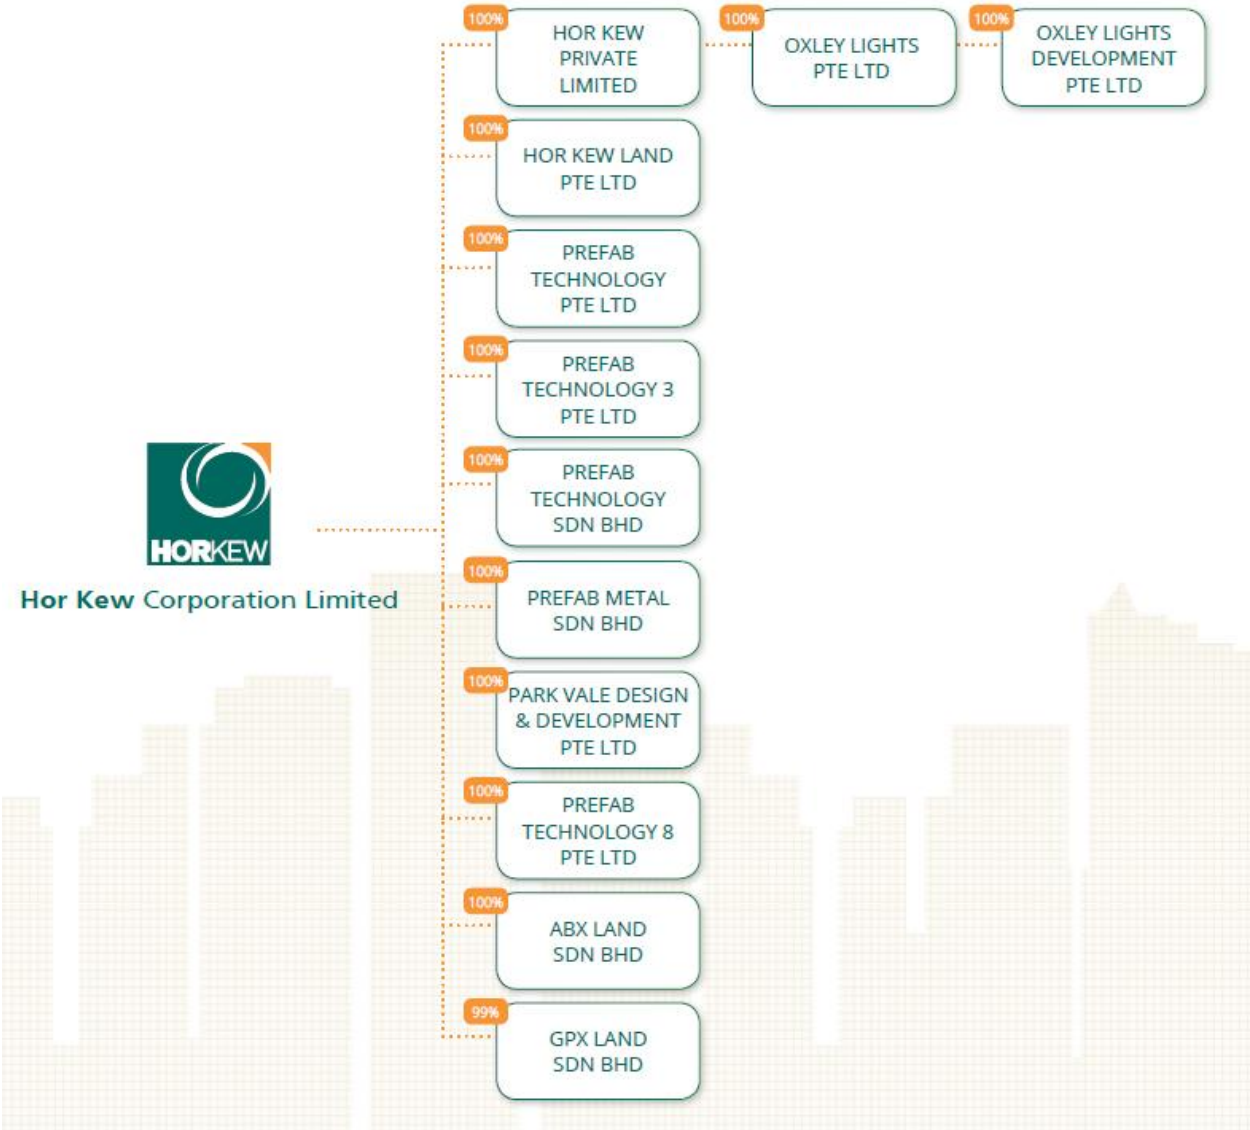 100%
HOR KEW
PRIVATE
LIMITED
100%
OXLEY LIGHTS
PTE LTD
100%
OXLEY LIGHTS
DEVELOPMENT
PTE LTD
100%
HOR KEW LAND
PTE LTD
100%
PREFAB
TECHNOLOGY
PTE LTD
100%
PREFAB
TECHNOLOGY 3
PTE LTD
100%
PREFAB
TECHNOLOGY
SDN BHD
HORKEW
Hor Kew Corporation Limited
100%
PREFAB METAL
SDN BHD
100%
PARK VALE DESIGN
& DEVELOPMENT
PTE LTD
100%
PREFAB
TECHNOLOGY 8
PTE LTD
100%
ABX LAND
SDN BHD
99%
GPX LAND
SDN BHD